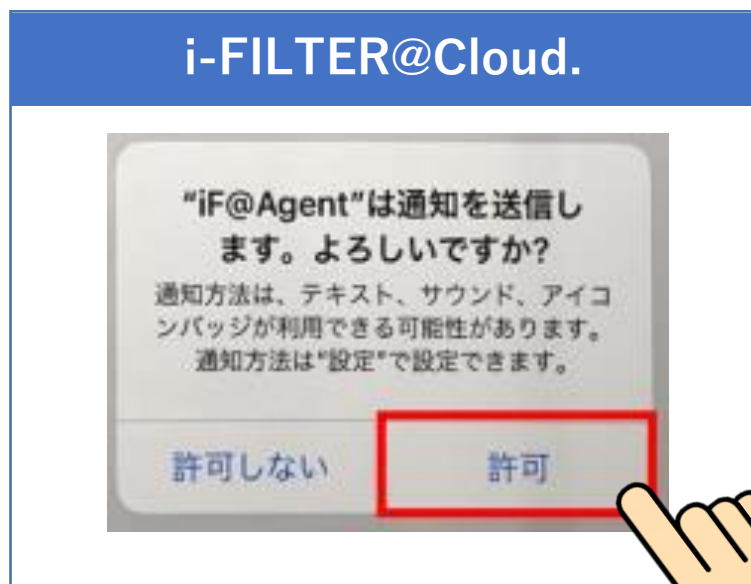 i-FILTER@Cloud.
“iF@Agent”は通知を送信し
ます。よろしいですか?
通知方法は、テキスト、サウンド、アイコ
ンバッジが利用できる可能性があります。
通知方法は“設定”で設定できます。
許可しない
許可